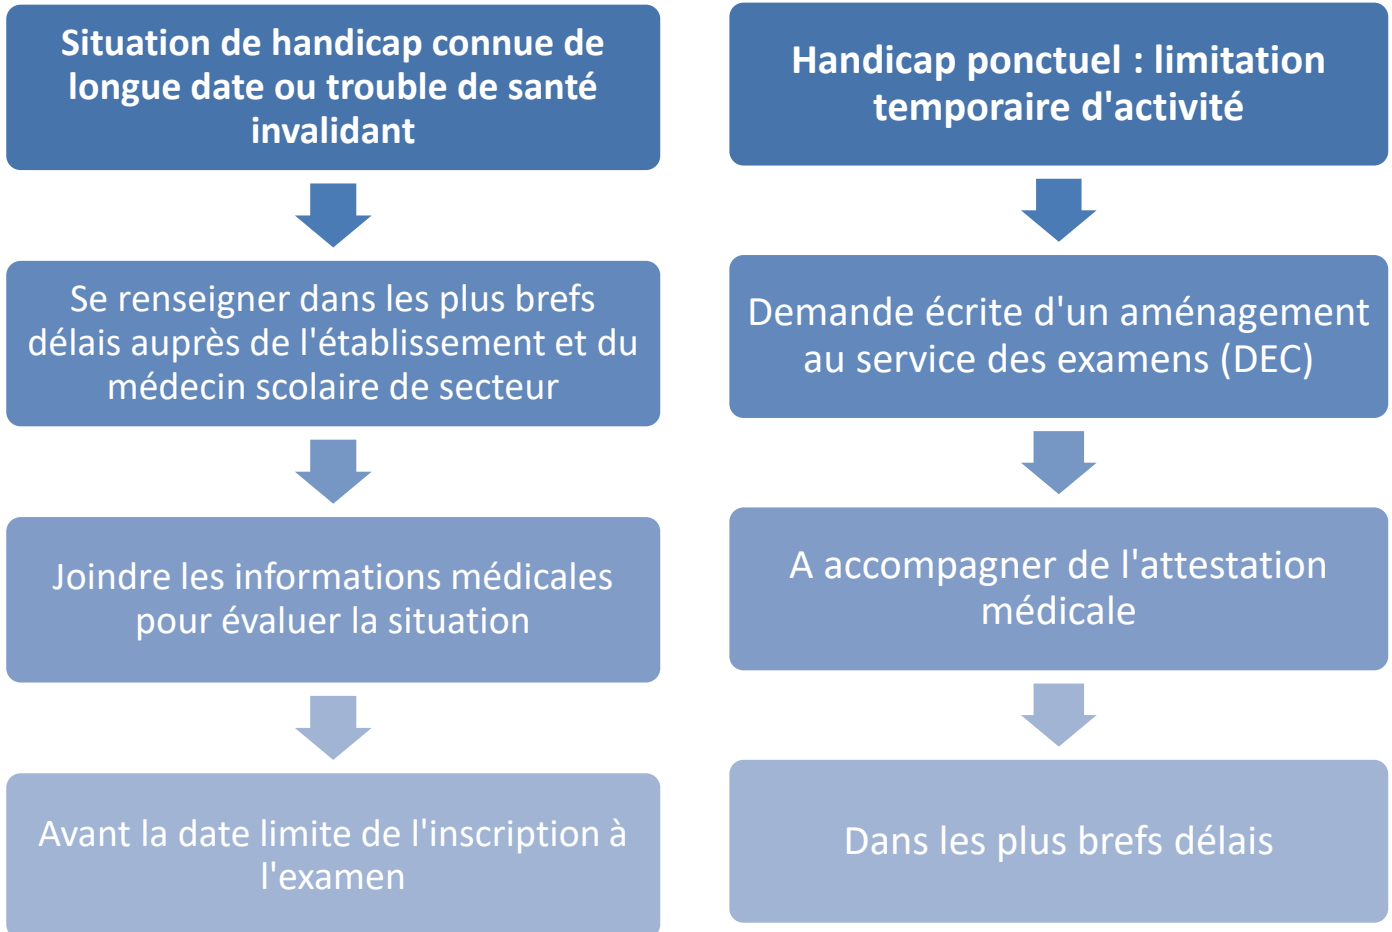 Situation de handicap connue de
longue date ou trouble de santé
invalidant
Se renseigner dans les plus brefs
délais auprès de l'établissement et du
médecin scolaire de secteur
Joindre les informations médicales
pour évaluer la situation
Avant la date limite de l'inscription à
l'examen
Handicap ponctuel : limitation
temporaire d'activité
Demande écrite d'un aménagement
au service des examens (DEC)
A accompagner de l'attestation
médicale
Dans les plus brefs délais